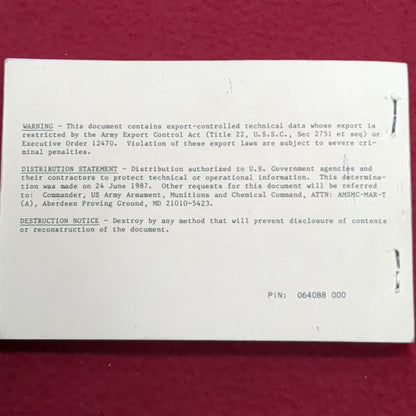 WARNING - This document contains export-controlled technical data whose export is
restricted by the Army Export Control Act (Title 22, U.S.S.C., Sec 2751 et seq) or
Executive Order 12470. Violation of these export laws are subject to severe cri-
minal penalties.
DISTRIBUTION STATEMENT - Distribution authorized to U.S. Government agencies and
their contractors to protect technical or operational information. This determina-
tion was made on 24 June 1987. Other requests for this document will be referred
to: Commander, US Army Armament, Munitions and Chemical Command, ATTN: AMSMC-MAR-T
(A), Aberdeen Proving Ground, MD 21010-5423.
DESTRUCTION NOTICE - Destroy by any method that will prevent disclosure of contents
or reconstruction of the document.
PIN: 064088 000